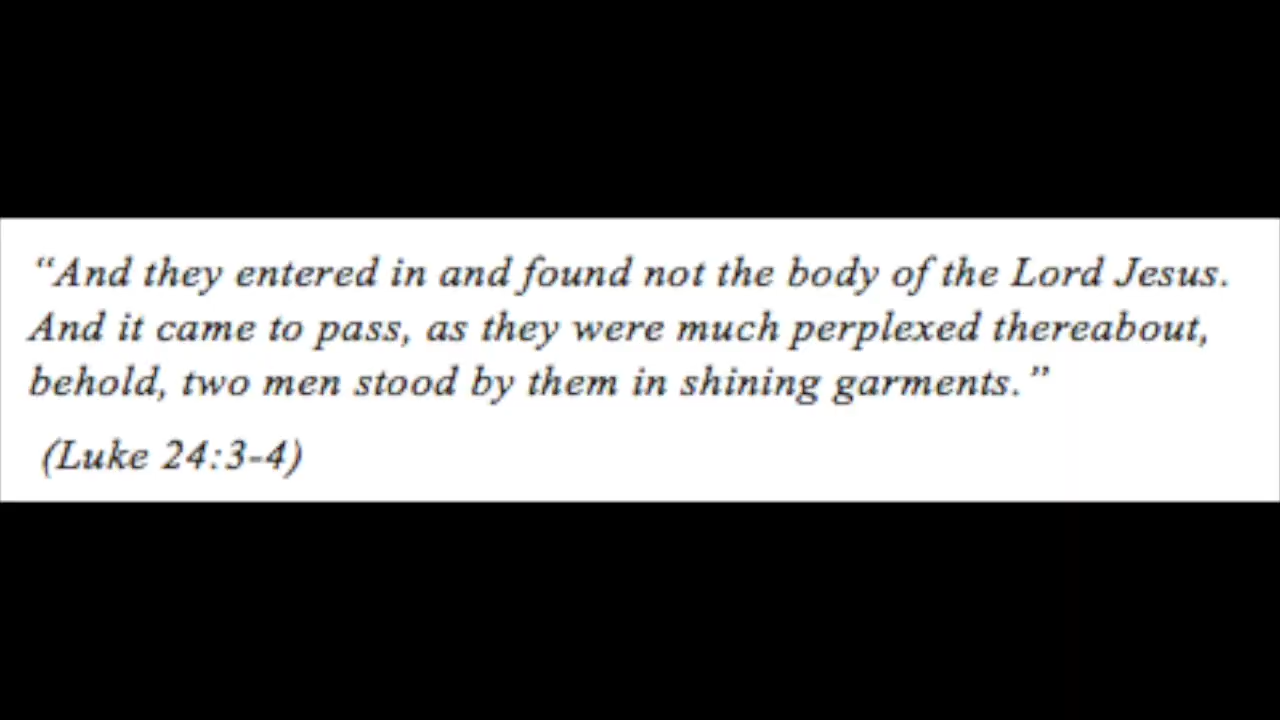 “And they entered in and found not the body of the Lord Jesus.
And it came to pass, as they were much perplexed thereabout,
behold, two men stood by them in shining garments.”
(Luke 24:3-4)